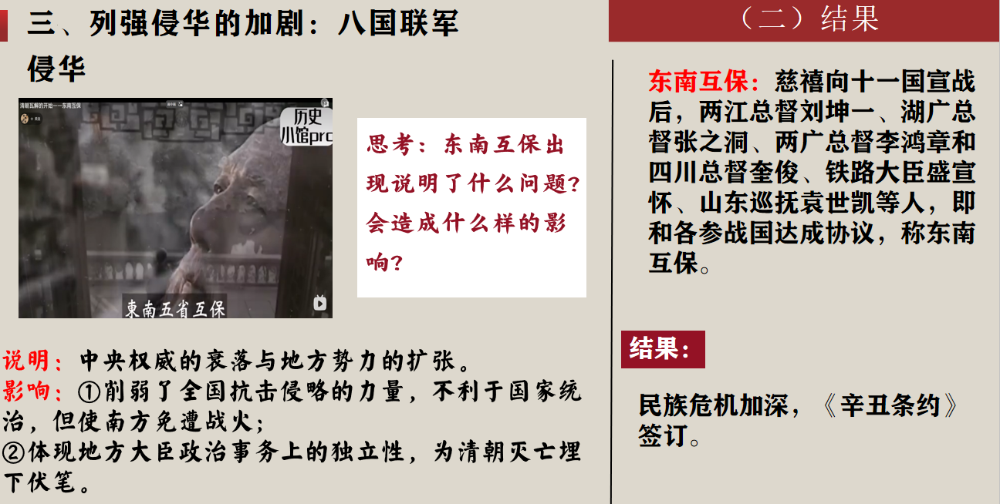 三、列强侵华的加剧：八国联军
侵华
清朝瓦解的开始——东南互保
历史
小馆pro
東南五省互保
思考：东南互保出
现说明了什么问题？
会造成什么样的影
响？
说明：中央权威的衰落与地方势力的扩张。
影响：①削弱了全国抗击侵略的力量，不利于国家统
治，但使南方免遭战火；
②体现地方大臣政治事务上的独立性，为清朝灭亡埋
下伏笔。
（二）结果
东南互保：慈禧向十一国宣战
后，两江总督刘坤一、湖广总
督张之洞、两广总督李鸿章和
四川总督奎俊、铁路大臣盛宣
怀、山东巡抚袁世凯等人，即
和各参战国达成协议，称东南
互保。
结果：
民族危机加深，《辛丑条约》
签订。